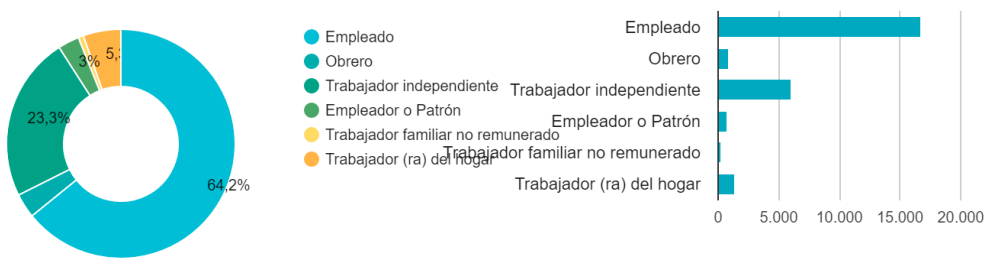 3%
5,3
23,3%
64,2%
Empleado
Obrero
Trabajador independiente
Empleador o Patrón
Trabajador familiar no remunerado
Trabajador (ra) del hogar
Empleado
Obrero
Trabajador independiente
Empleador o Patrón
Trabajador familiar no remunerado
Trabajador (ra) del hogar
0
5.000
10.000
15.000
20.000